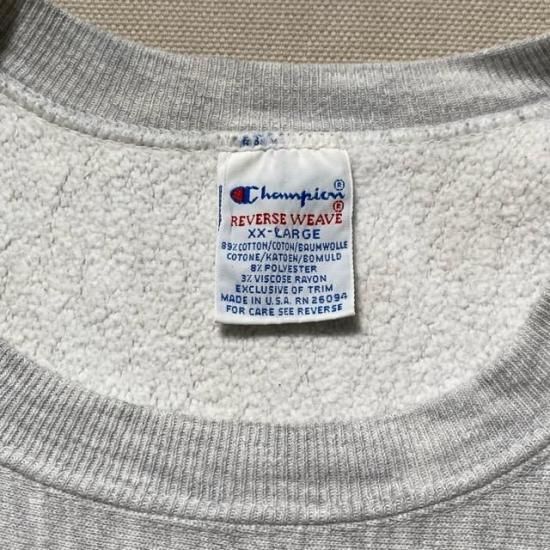 Champion®
REVERSE WEAVE®
XX-LARGE
89% COTTON/COTON/BAUMWOLLE
COTONE/KATOEN/BOMULD
8% POLYESTER
3% VISCOSE RAYON
EXCLUSIVE OF TRIM
MADE IN U.S.A. RN 26094
FOR CARE SEE REVERSE